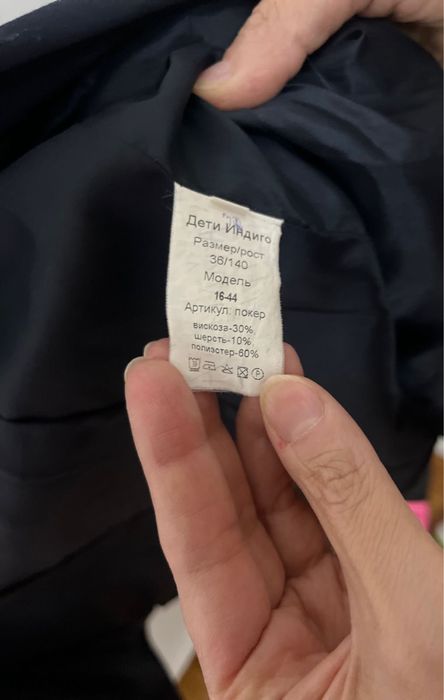 Дети Индиго
Размер/рост
36/140
Модель
16-44
Артикул. покер
вискоза-30%,
шерсть-10%,
полиэстер-60%